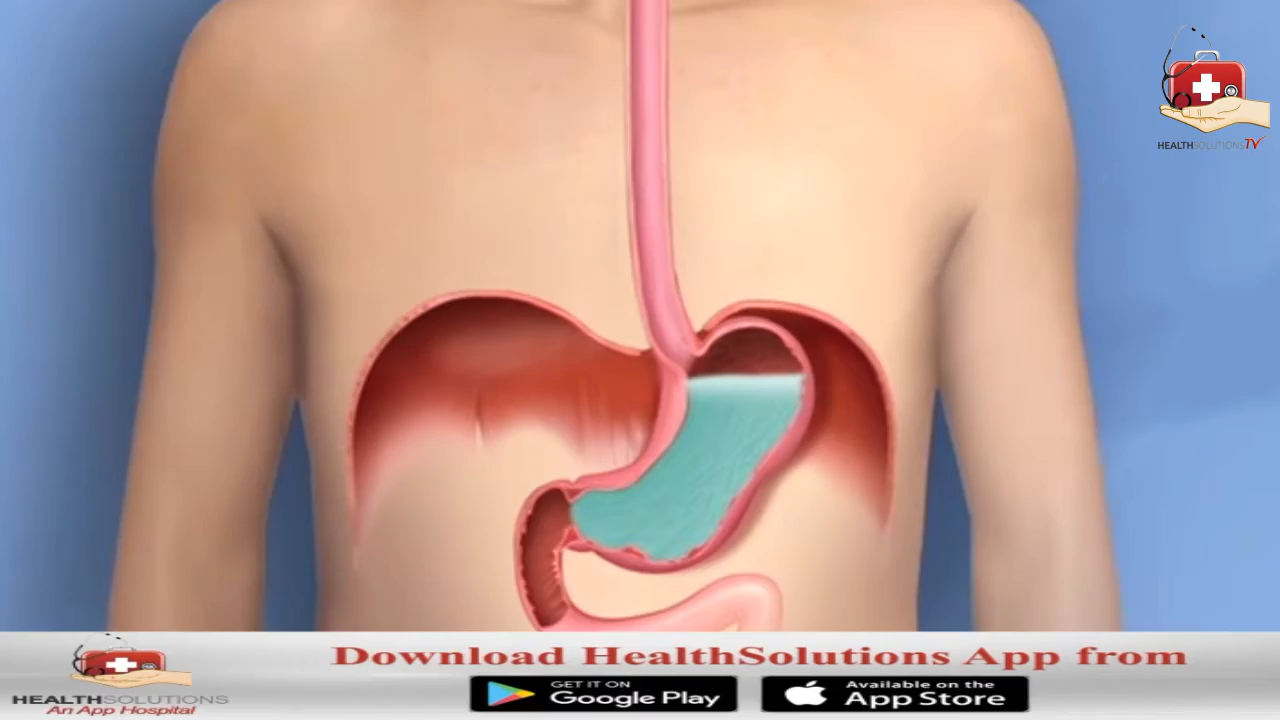 HEALTHSOLUTIONSTV
Download HealthSolutions App from
HEALTHSOLUTIONS
An App Hospital
GET IT ON
Google Play
Available on the
App Store